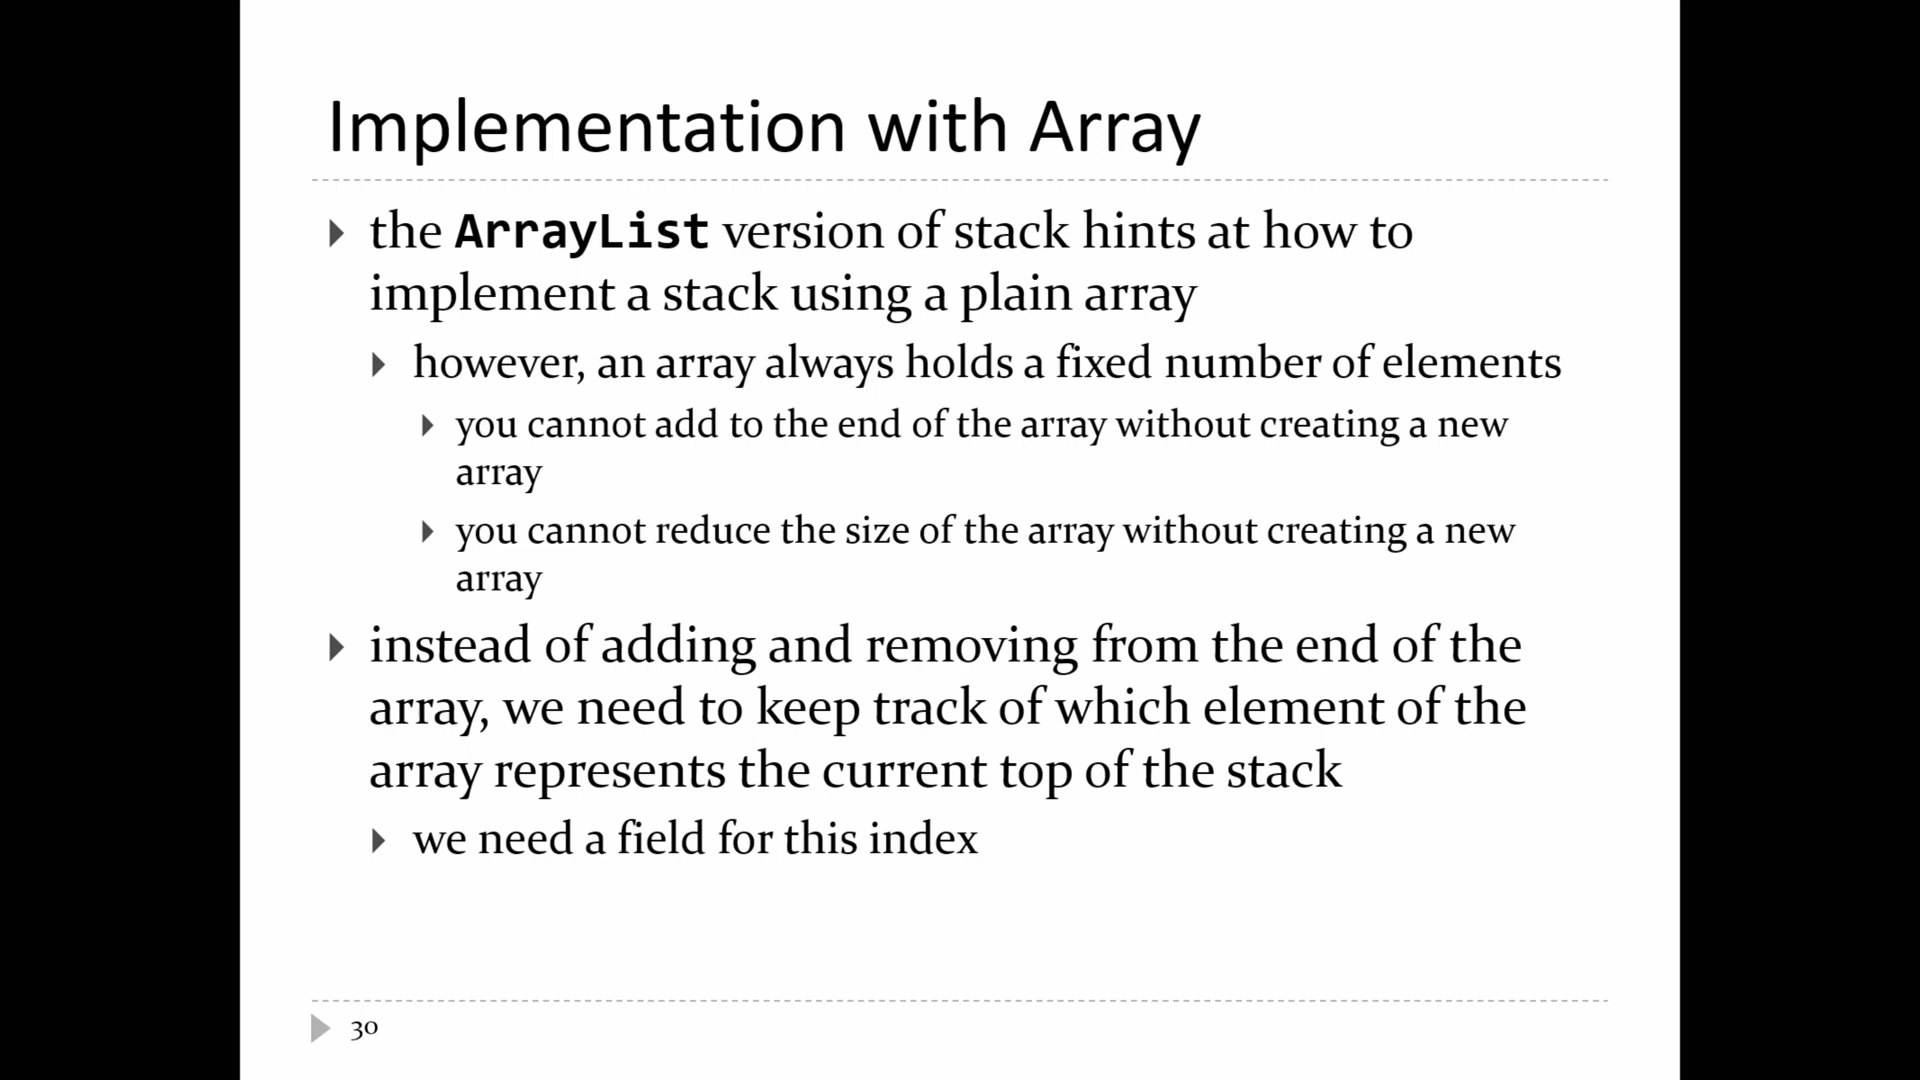 Implementation with Array
the ArrayList version of stack hints at how to
implement a stack using a plain array
however, an array always holds a fixed number of elements
you cannot add to the end of the array without creating a new
array
you cannot reduce the size of the array without creating a new
array
instead of adding and removing from the end of the
array, we need to keep track of which element of the
array represents the current top of the stack
we need a field for this index
30